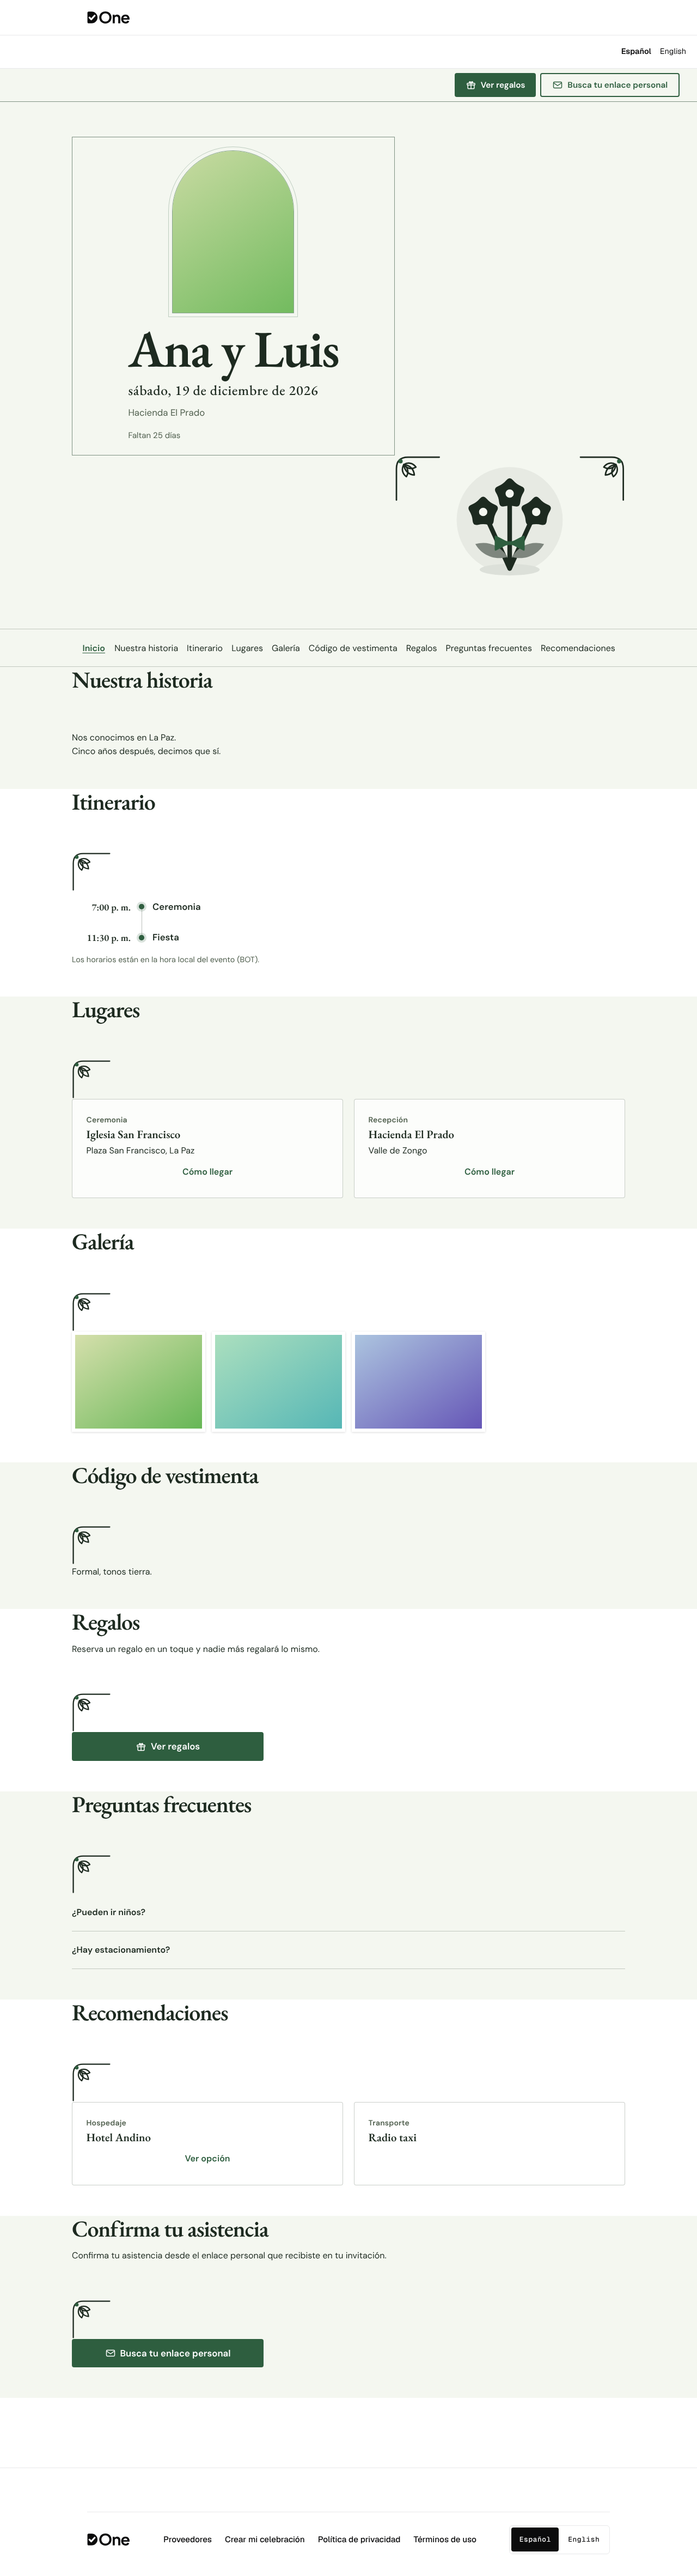 One
Español English
Ver regalos Busca tu enlace personal
Ana y Luis
sábado, 19 de diciembre de 2026
Hacienda El Prado
Faltan 25 días
Inicio Nuestra historia Itinerario Lugares Galería Código de vestimenta Regalos Preguntas frecuentes Recomendaciones
Nuestra historia
Nos conocimos en La Paz.
Cinco años después, decimos que sí.
Itinerario
7:00 p. m. Ceremonia
11:30 p. m. Fiesta
Los horarios están en la hora local del evento (BOT).
Lugares
Ceremonia
Iglesia San Francisco
Plaza San Francisco, La Paz
Cómo llegar
Recepción
Hacienda El Prado
Valle de Zongo
Cómo llegar
Galería
Código de vestimenta
Formal, tonos tierra.
Regalos
Reserva un regalo en un toque y nadie más regalará lo mismo.
Ver regalos
Preguntas frecuentes
¿Pueden ir niños?
¿Hay estacionamiento?
Recomendaciones
Hospedaje
Hotel Andino
Ver opción
Transporte
Radio taxi
Confirma tu asistencia
Confirma tu asistencia desde el enlace personal que recibiste en tu invitación.
Busca tu enlace personal
One Proveedores Crear mi celebración Política de privacidad Términos de uso Español English